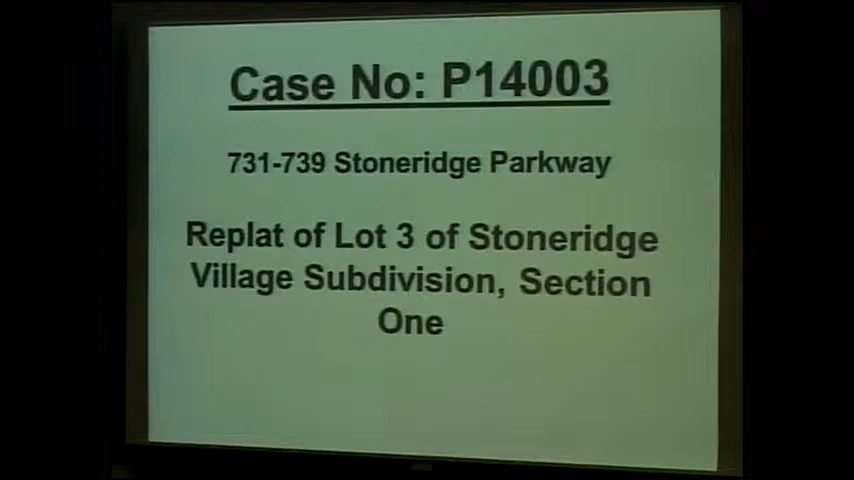 Case No: P14003
731-739 Stoneridge Parkway
Replat of Lot 3 of Stoneridge
Village Subdivision, Section
One